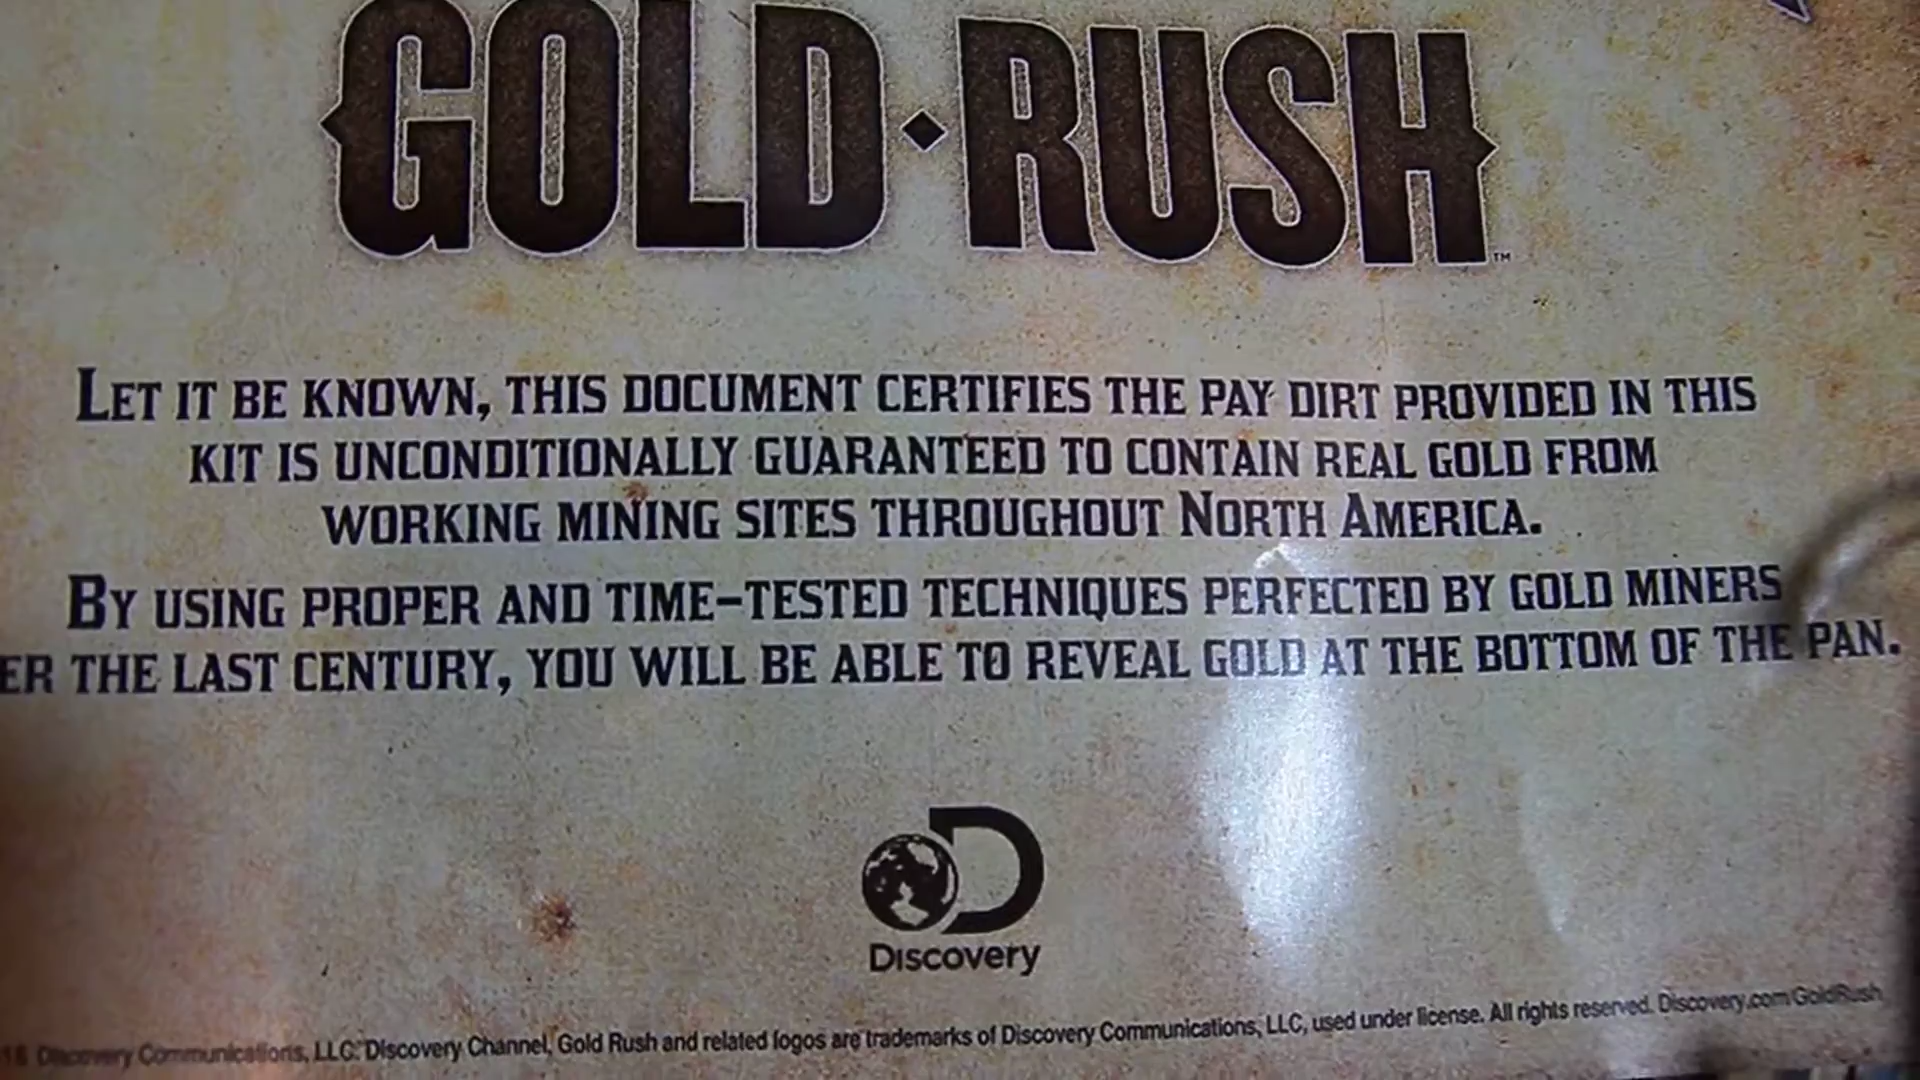 GOLD RUSH™
LET IT BE KNOWN, THIS DOCUMENT CERTIFIES THE PAY DIRT PROVIDED IN THIS
KIT IS UNCONDITIONALLY GUARANTEED TO CONTAIN REAL GOLD FROM
WORKING MINING SITES THROUGHOUT NORTH AMERICA.
BY USING PROPER AND TIME-TESTED TECHNIQUES PERFECTED BY GOLD MINERS
ER THE LAST CENTURY, YOU WILL BE ABLE TO REVEAL GOLD AT THE BOTTOM OF THE PAN.
D
Discovery
Discovery Communications, LLC. Discovery Channel, Gold Rush and related logos are trademarks of Discovery Communications, LLC, used under license. All rights reserved. Discovery.com/GoldRush